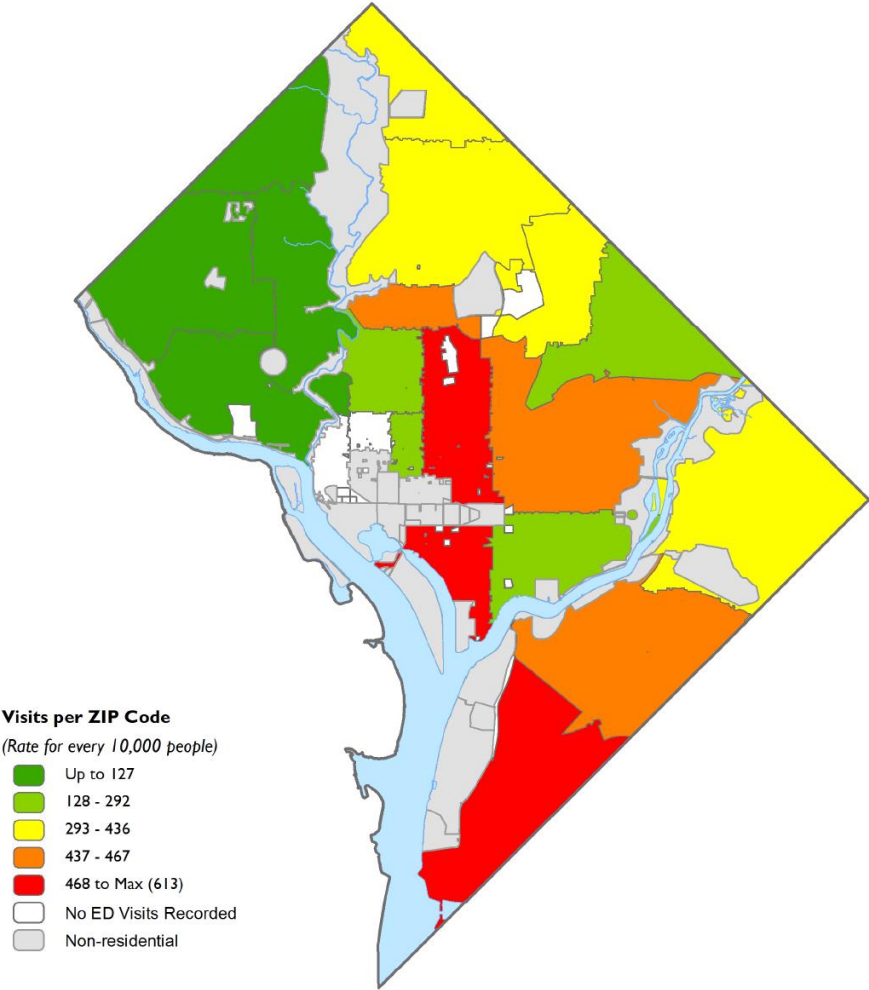 Visits per ZIP Code
(Rate for every 10,000 people)
Up to 127
128 - 292
293 - 436
437 - 467
468 to Max (613)
No ED Visits Recorded
Non-residential